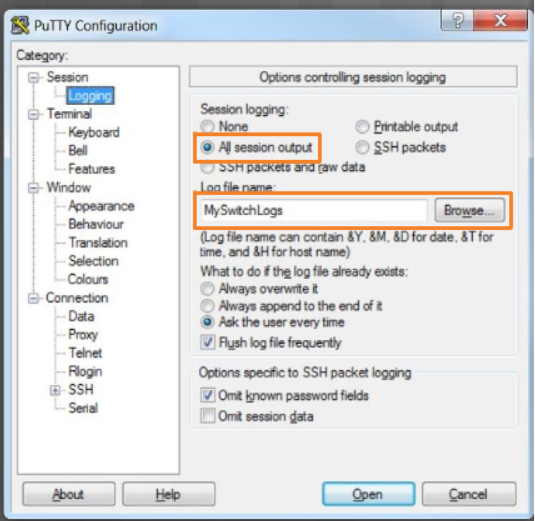 PuTTY Configuration
Category:
Session
Logging
Terminal
Keyboard
Bell
Features
Window
Appearance
Behaviour
Translation
Selection
Colours
Connection
Data
Proxy
Telnet
Rlogin
SSH
Serial
Options controlling session logging
Session logging:
None
Printable output
All session output
SSH packets
SSH packets and raw data
Log file name:
MySwitchLogs
Browse...
(Log file name can contain &Y, &M, &D for date, &T for
time, and &H for host name)
What to do if the log file already exists:
Always overwrite it
Always append to the end of it
Ask the user every time
Flush log file frequently
Options specific to SSH packet logging
Omit known password fields
Omit session data
About
Help
Open
Cancel